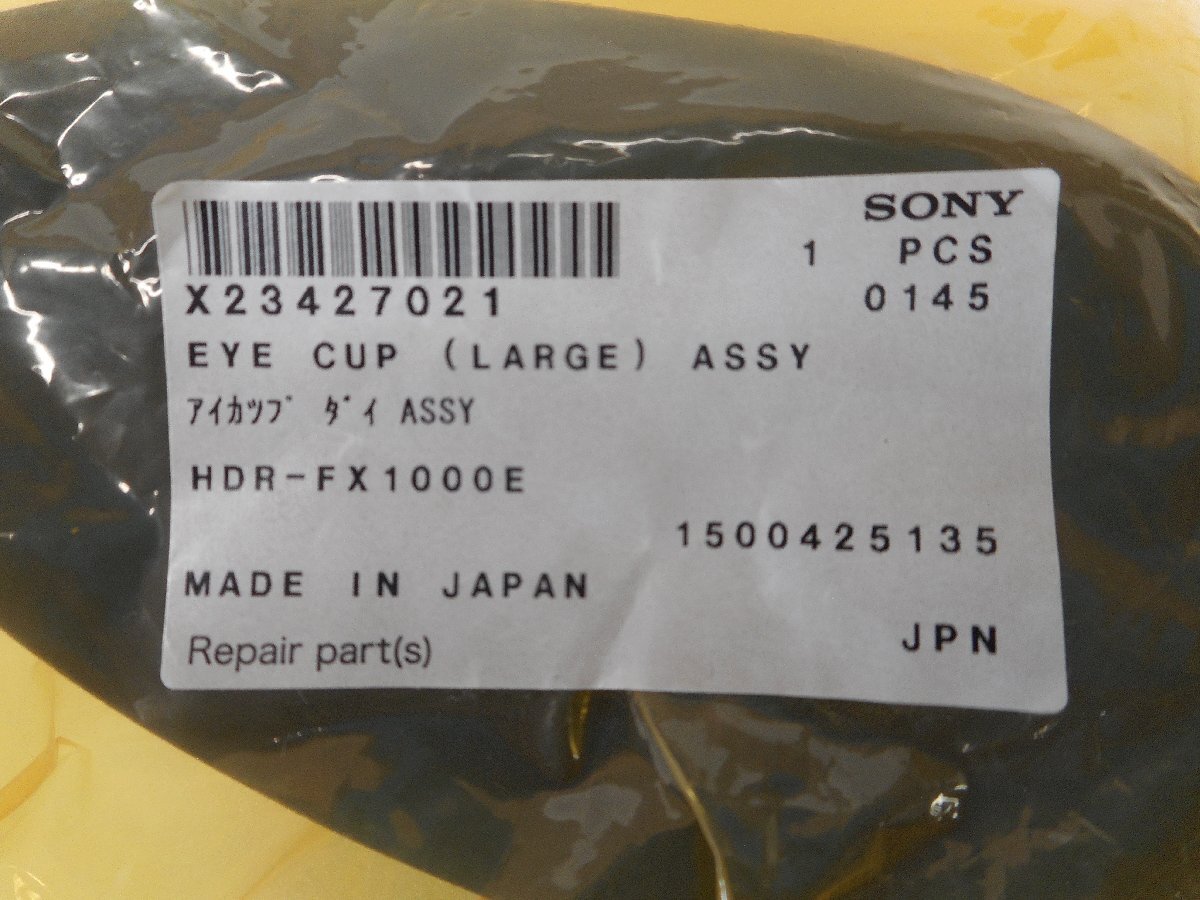 SONY
1 PCS
X23427021 0145
EYE CUP (LARGE) ASSY
ｱｲｶﾂﾌﾟ ﾀﾞｲ ASSY
HDR-FX1000E
1500425135
MADE IN JAPAN
Repair part(s) JPN